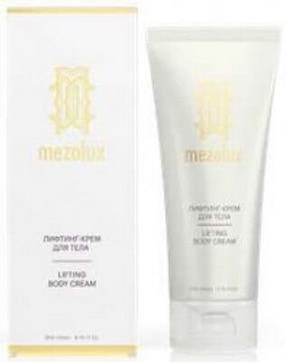 mezolux
ЛИФТИНГ-КРЕМ
ДЛЯ ТЕЛА
LIFTING
BODY CREAM
mezolux
ЛИФТИНГ-КРЕМ
ДЛЯ ТЕЛА
LIFTING
BODY CREAM